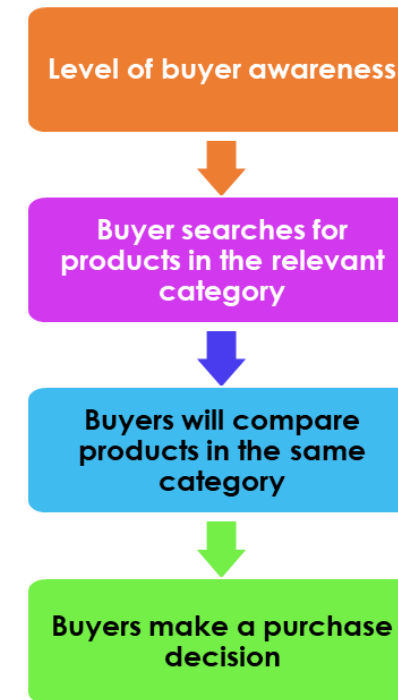 Level of buyer awareness
Buyer searches for
products in the relevant
category
Buyers will compare
products in the same
category
Buyers make a purchase
decision